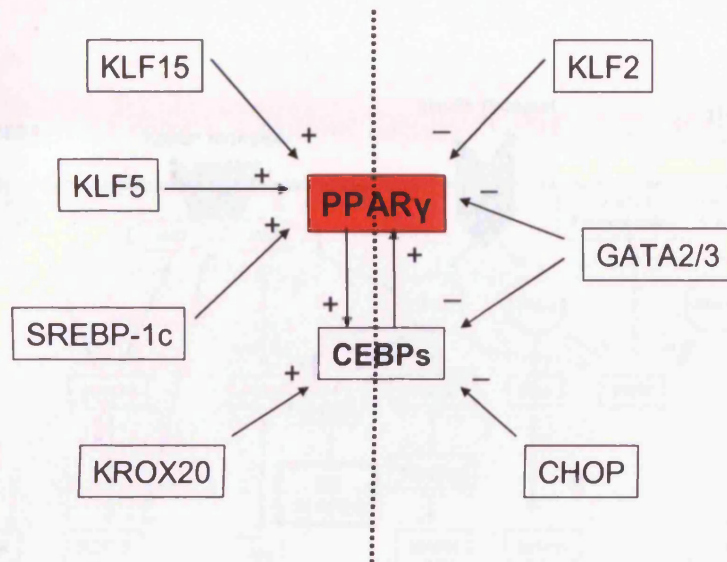 KLF15
KLF2
+
−
KLF5
+
PPARγ
−
+
GATA2/3
+
+
−
SREBP-1c
CEBPs
+
−
KROX20
CHOP